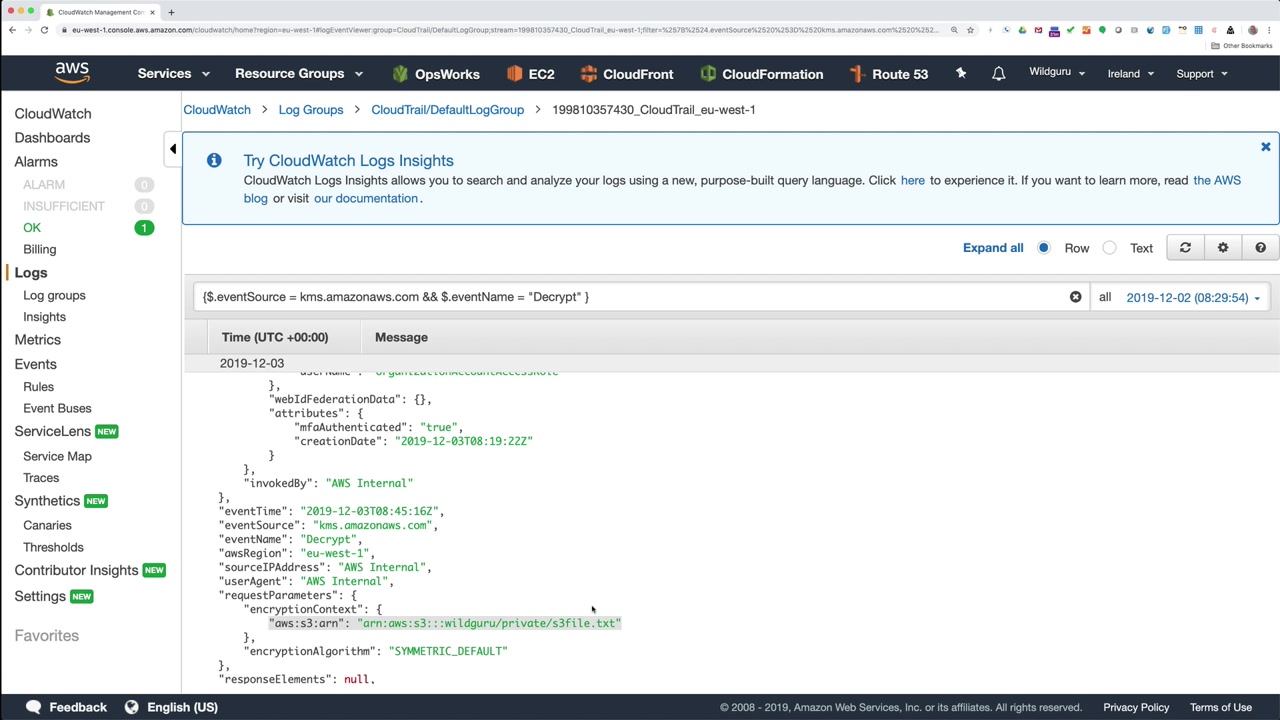 CloudWatch Management Con
eu-west-1.console.aws.amazon.com/cloudwatch/home?region=eu-west-1#logEventViewer:group=CloudTrail/DefaultLogGroup;stream=199810357430_CloudTrail_eu-west-1;filter=%257B%2524.eventSource%2520%253D%2520kms.amazonaws.com%2520%252...
Other Bookmarks
aws
Services
Resource Groups
OpsWorks
EC2
CloudFront
CloudFormation
Route 53
Wildguru
Ireland
Support
CloudWatch
Dashboards
Alarms
ALARM 0
INSUFFICIENT 0
OK 1
Billing
Logs
Log groups
Insights
Metrics
Events
Rules
Event Buses
ServiceLens NEW
Service Map
Traces
Synthetics NEW
Canaries
Thresholds
Contributor Insights NEW
Settings NEW
Favorites
CloudWatch > Log Groups > CloudTrail/DefaultLogGroup > 199810357430_CloudTrail_eu-west-1
Try CloudWatch Logs Insights
CloudWatch Logs Insights allows you to search and analyze your logs using a new, purpose-built query language. Click here to experience it. If you want to learn more, read the AWS
blog or visit our documentation.
Expand all Row Text
{$.eventSource = kms.amazonaws.com && $.eventName = "Decrypt" }
all 2019-12-02 (08:29:54)
Time (UTC +00:00) Message
2019-12-03
"userName": "OrganizationAccountAccessRole"
},
"webIdFederationData": {},
"attributes": {
"mfaAuthenticated": "true",
"creationDate": "2019-12-03T08:19:22Z"
}
},
"invokedBy": "AWS Internal"
},
"eventTime": "2019-12-03T08:45:16Z",
"eventSource": "kms.amazonaws.com",
"eventName": "Decrypt",
"awsRegion": "eu-west-1",
"sourceIPAddress": "AWS Internal",
"userAgent": "AWS Internal",
"requestParameters": {
"encryptionContext": {
"aws:s3:arn": "arn:aws:s3:::wildguru/private/s3file.txt"
},
"encryptionAlgorithm": "SYMMETRIC_DEFAULT"
},
"responseElements": null,
Feedback
English (US)
© 2008 - 2019, Amazon Web Services, Inc. or its affiliates. All rights reserved.
Privacy Policy
Terms of Use